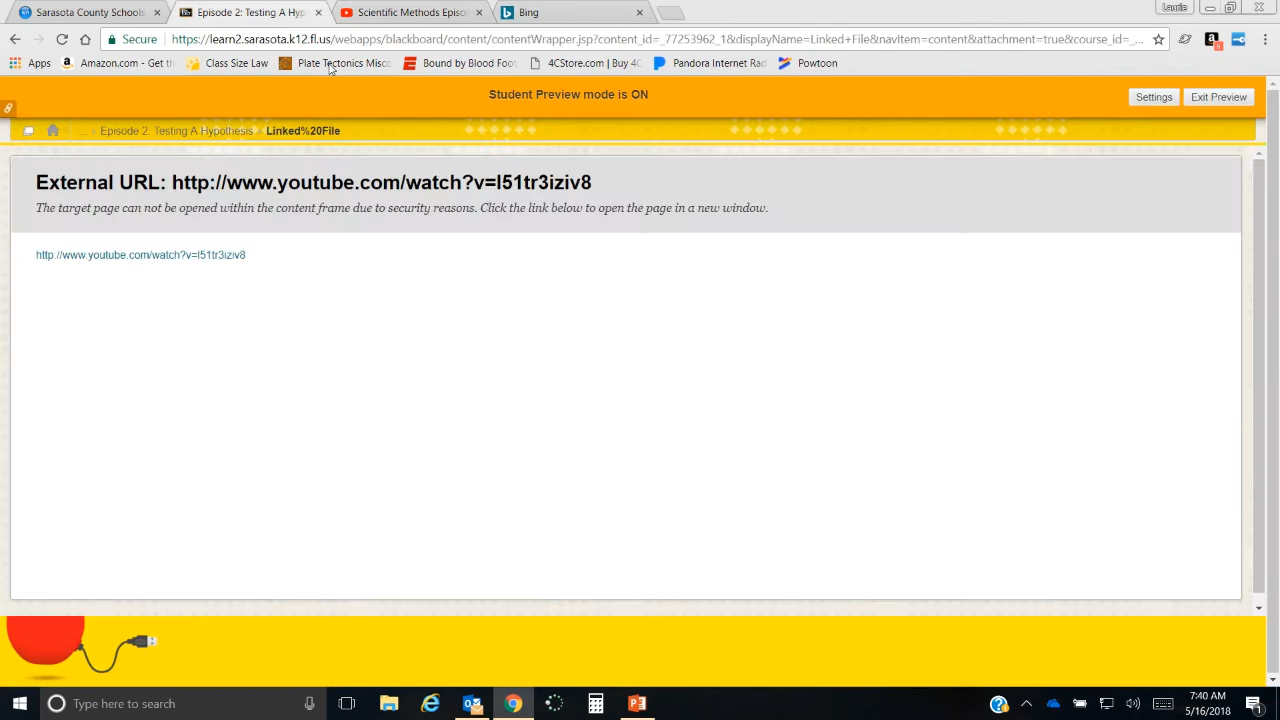 Sarasota County Schools
Episode 2: Testing A Hyp
Scientific Methods Episo
Bing
Laurie
Secure
https://learn2.sarasota.k12.fl.us/webapps/blackboard/content/contentWrapper.jsp?content_id=_77253962_1&displayName=Linked+File&navItem=content&attachment=true&course_id=_...
Apps
Amazon.com - Get th
Class Size Law
Plate Tectonics Misco
Bound by Blood Foot
4CStore.com | Buy 4C
Pandora Internet Rad
Powtoon
Student Preview mode is ON
Settings
Exit Preview
... > Episode 2: Testing A Hypothesis
Linked%20File
External URL: http://www.youtube.com/watch?v=l51tr3iziv8
The target page can not be opened within the content frame due to security reasons. Click the link below to open the page in a new window.
http://www.youtube.com/watch?v=l51tr3iziv8
Type here to search
7:40 AM
5/16/2018